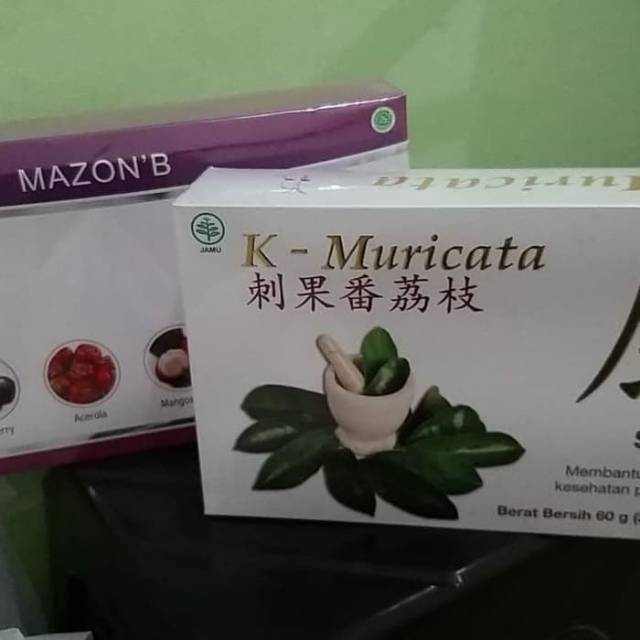 MAZON'B
Acerola
JAMU
K - Muricata
刺果番荔枝
Membantu
kesehatan
Berat Bersih 60 g